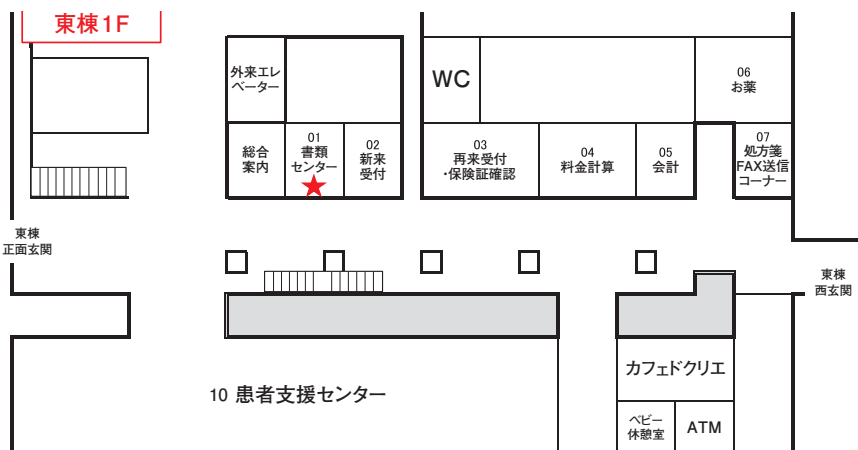 東棟1F
外来エレ
ベーター
WC
06
お薬
総合
案内
01
書類
センター
02
新来
受付
03
再来受付
・保険証確認
04
料金計算
05
会計
07
処方箋
FAX送信
コーナー
東棟
正面玄関
東棟
西玄関
10 患者支援センター
カフェドクリエ
ベビー
休憩室
ATM